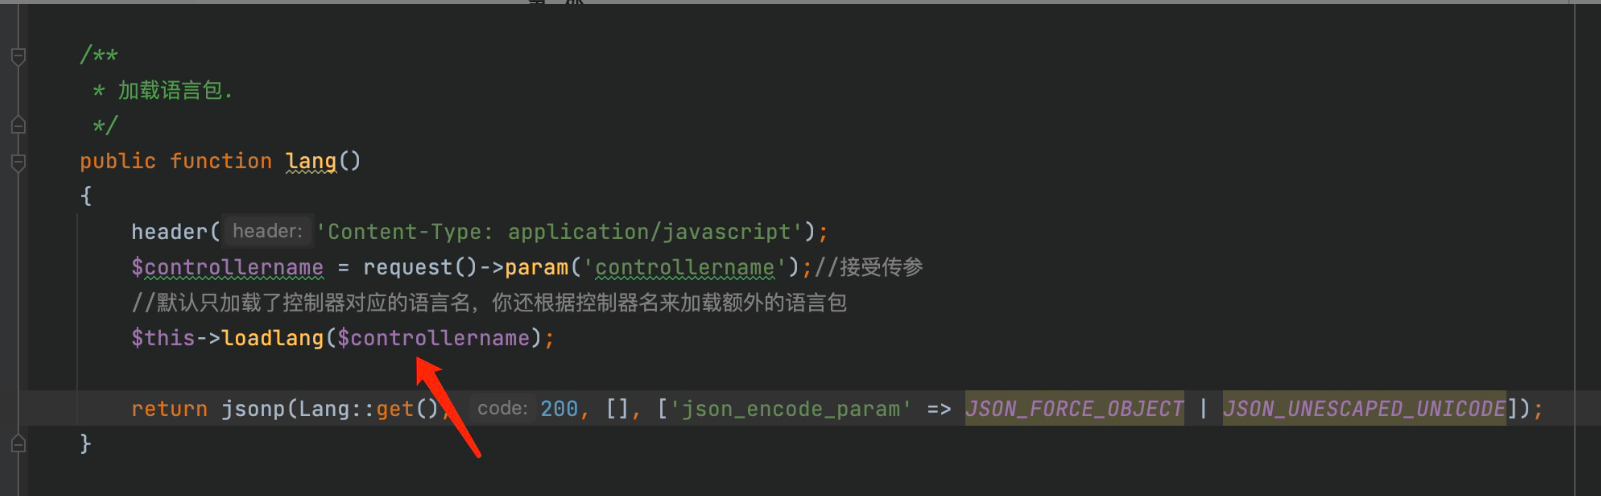 /**
* 加载语言包.
*/
public function lang()
{
header( header: 'Content-Type: application/javascript');
$controllername = request()->param('controllername');//接受传参
//默认只加载了控制器对应的语言名，你还根据控制器名来加载额外的语言包
$this->loadlang($controllername);
return jsonp(Lang::get(), code: 200, [], ['json_encode_param' => JSON_FORCE_OBJECT | JSON_UNESCAPED_UNICODE]);
}